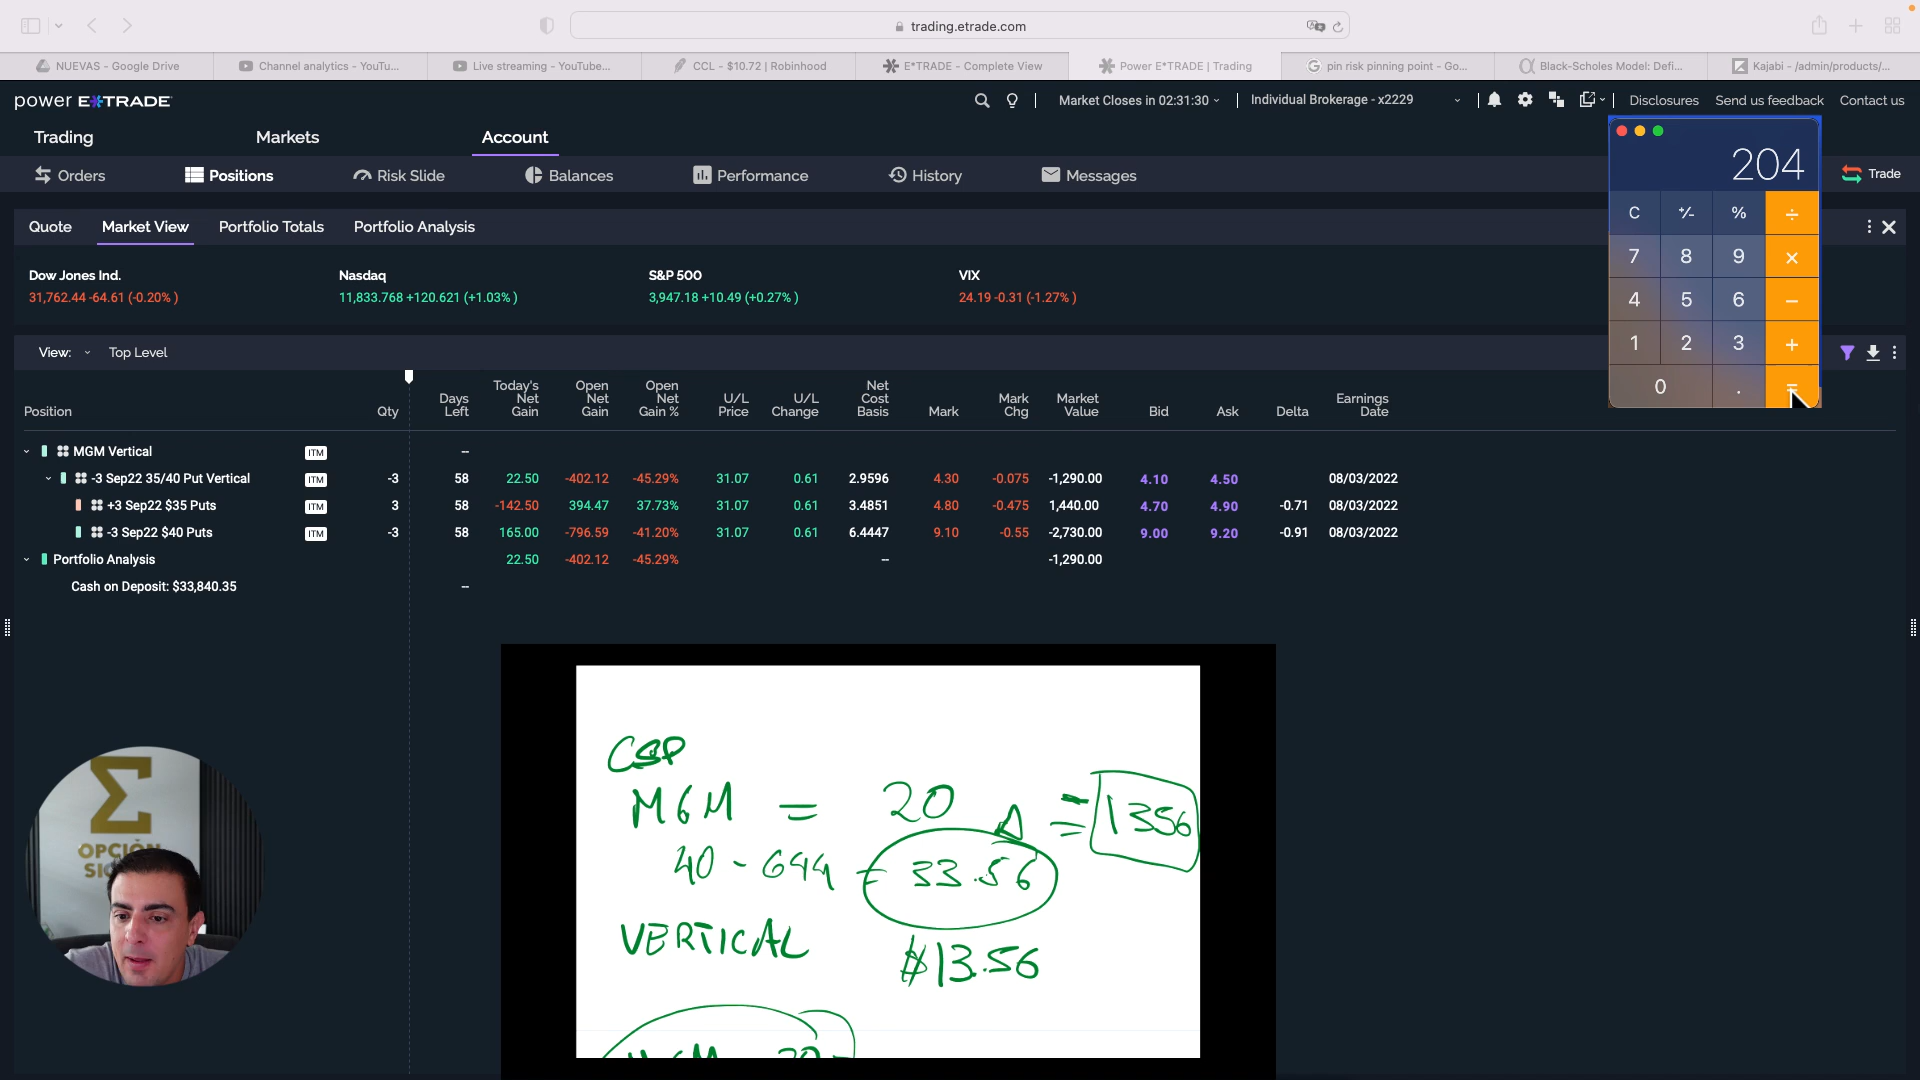 trading.etrade.com
NUEVAS - Google Drive
Channel analytics - YouTu...
Live streaming - YouTube...
CCL - $10.72 | Robinhood
E*TRADE - Complete View
Power E*TRADE | Trading
pin risk pinning point - Go...
Black-Scholes Model: Defi...
Kajabi - /admin/products/...
power E*TRADE
Market Closes in 02:31:30
Individual Brokerage - x2229
Disclosures
Send us feedback
Contact us
Trading
Markets
Account
Orders
Positions
Risk Slide
Balances
Performance
History
Messages
Trade
Quote
Market View
Portfolio Totals
Portfolio Analysis
Dow Jones Ind.
31,762.44 -64.61 (-0.20% )
Nasdaq
11,833.768 +120.621 (+1.03% )
S&P 500
3,947.18 +10.49 (+0.27% )
VIX
24.19 -0.31 (-1.27% )
204
C +/- % ÷
7 8 9 ×
4 5 6 −
1 2 3 +
0 . =
View: Top Level
Position Qty Days Left Today's Net Gain Open Net Gain Open Net Gain % U/L Price U/L Change Net Cost Basis Mark Mark Chg Market Value Bid Ask Delta Earnings Date
MGM Vertical ITM --
-3 Sep22 35/40 Put Vertical ITM -3 58 22.50 -402.12 -45.29% 31.07 0.61 2.9596 4.30 -0.075 -1,290.00 4.10 4.50 08/03/2022
+3 Sep22 $35 Puts ITM 3 58 -142.50 394.47 37.73% 31.07 0.61 3.4851 4.80 -0.475 1,440.00 4.70 4.90 -0.71 08/03/2022
-3 Sep22 $40 Puts ITM -3 58 165.00 -796.59 -41.20% 31.07 0.61 6.4447 9.10 -0.55 -2,730.00 9.00 9.20 -0.91 08/03/2022
Portfolio Analysis 22.50 -402.12 -45.29% -- -1,290.00
Cash on Deposit: $33,840.35 --
Σ
OPCIÓN
CSP
MGM = 20 Δ = 1356
40 - 644 = 33.56
VERTICAL $13.56